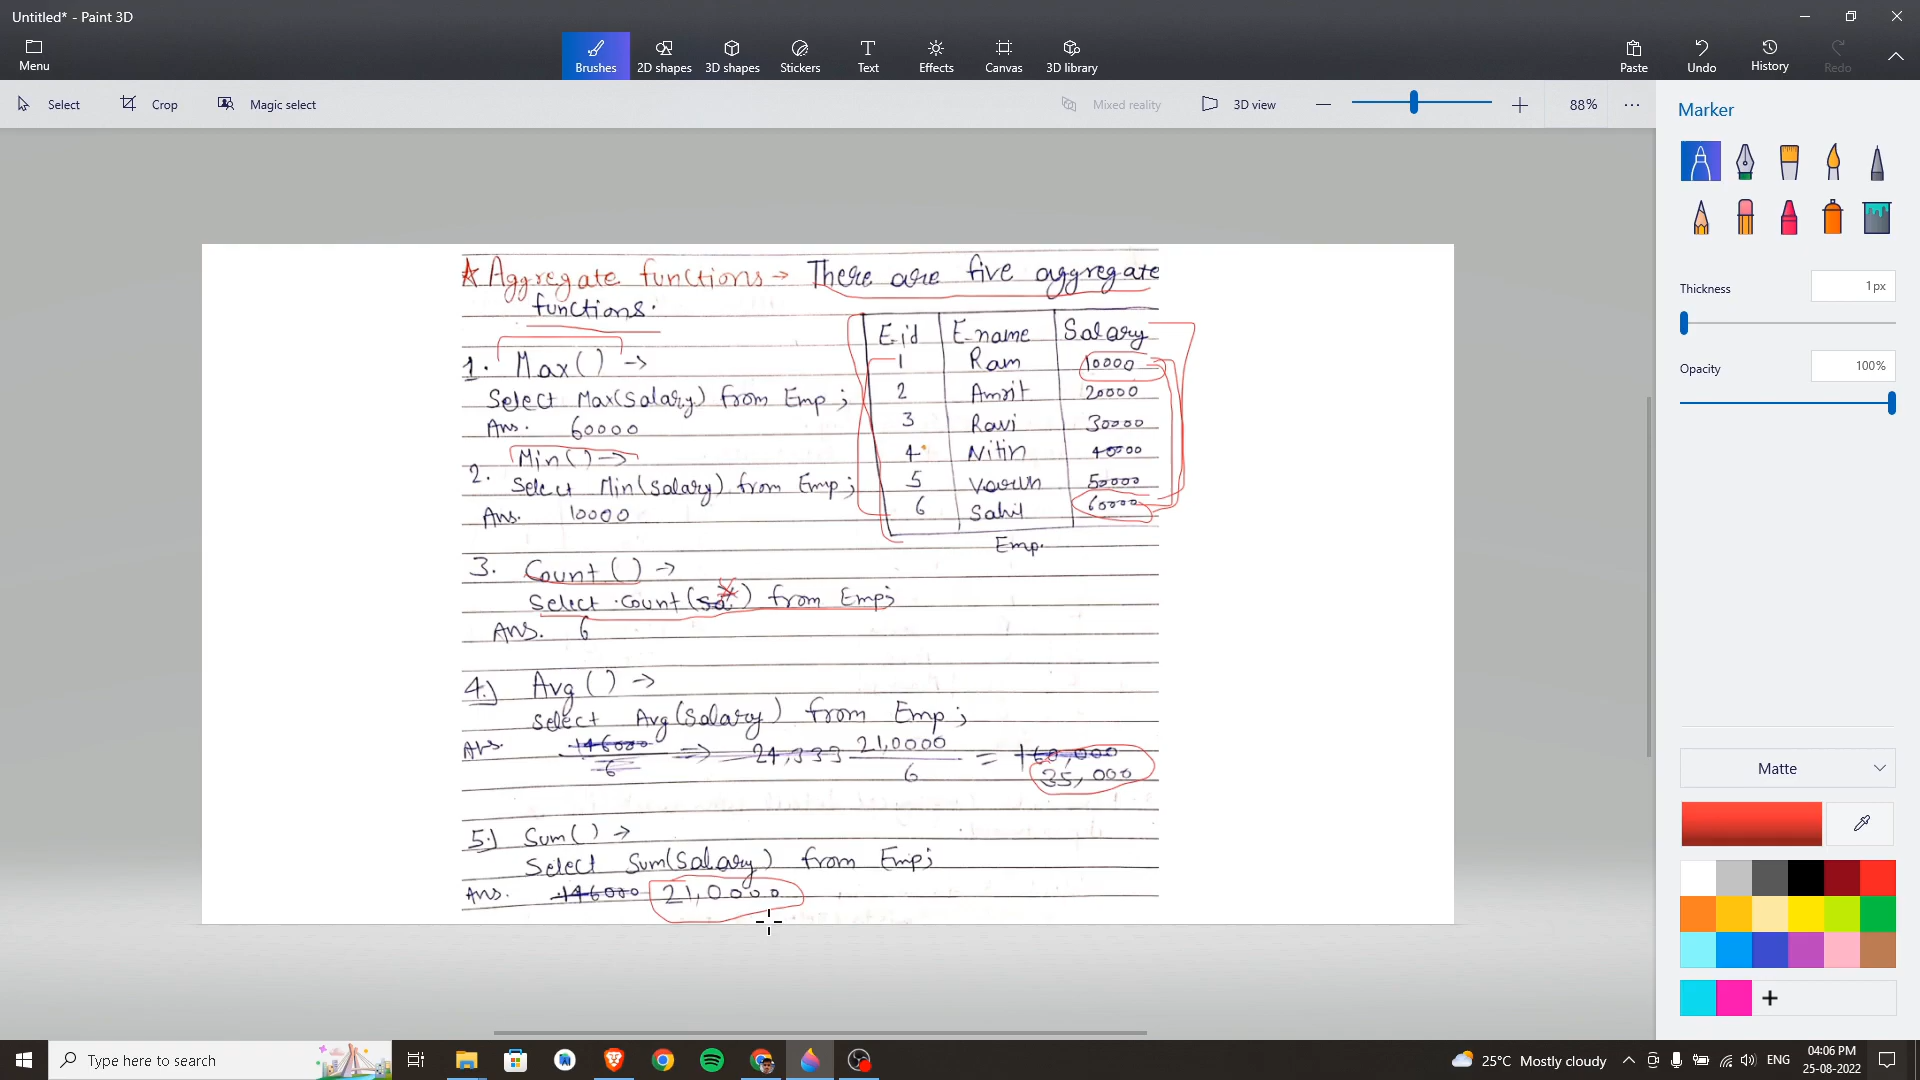 Untitled* - Paint 3D
Menu
Brushes
2D shapes
3D shapes
Stickers
Text
Effects
Canvas
3D library
Paste
Undo
History
Redo
Select
Crop
Magic select
Mixed reality
3D view
88%
Marker
Thickness
1px
Opacity
100%
Matte
* Aggregate functions → There are five aggregate
functions.
E.id E.name Salary
1 Ram 10000
2 Amrit 20000
3 Ravi 30000
4 Nitin 40000
5 Varun 50000
6 Sahil 60000
Emp.
1. Max() →
Select Max(Salary) from Emp ;
Ans. 60000
2. Min() →
Select Min(Salary) from Emp ;
Ans. 10000
3. Count () →
Select .count(*) from Emp;
Ans. 6
4.) Avg () →
Select Avg(Salary) from Emp ;
Ans. 146000/6 => 24,333 21,0000/6 = 35,000
5.) Sum() →
Select Sum(Salary) from Emp;
Ans. 146000 21,0000
Type here to search
25°C Mostly cloudy
ENG
04:06 PM
25-08-2022